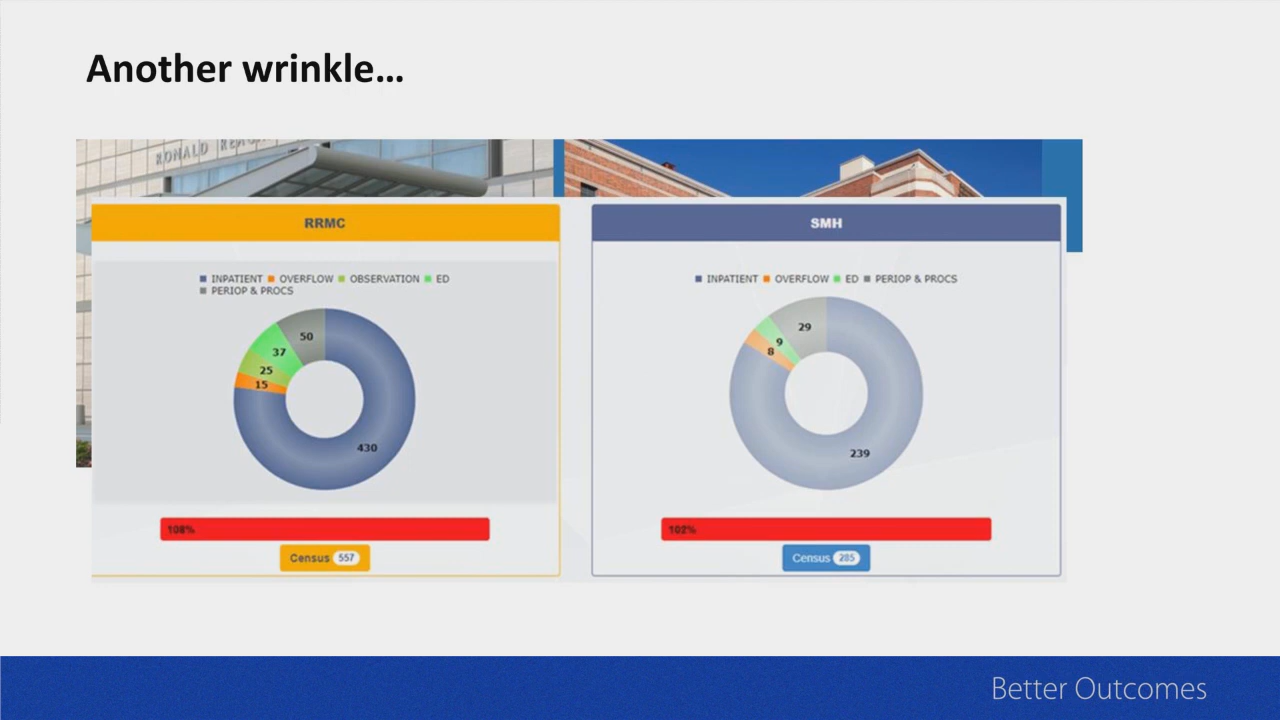 Another wrinkle...
RONALD
RRMC
SMH
INPATIENT OVERFLOW OBSERVATION ED
PERIOP & PROCS
INPATIENT OVERFLOW ED PERIOP & PROCS
50
37
25
15
430
29
9
8
239
108%
102%
Census 557
Census 285
Better Outcomes